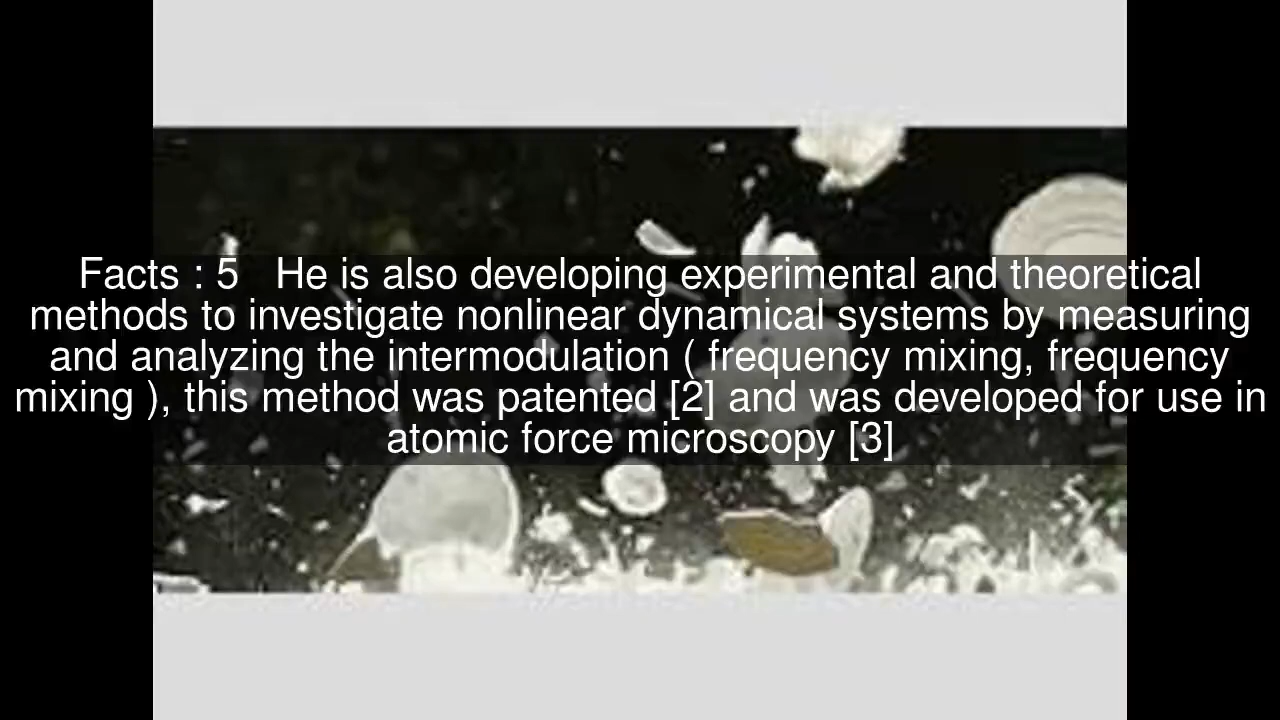 Facts : 5   He is also developing experimental and theoretical
methods to investigate nonlinear dynamical systems by measuring
and analyzing the intermodulation ( frequency mixing, frequency
mixing ), this method was patented [2] and was developed for use in
atomic force microscopy [3]